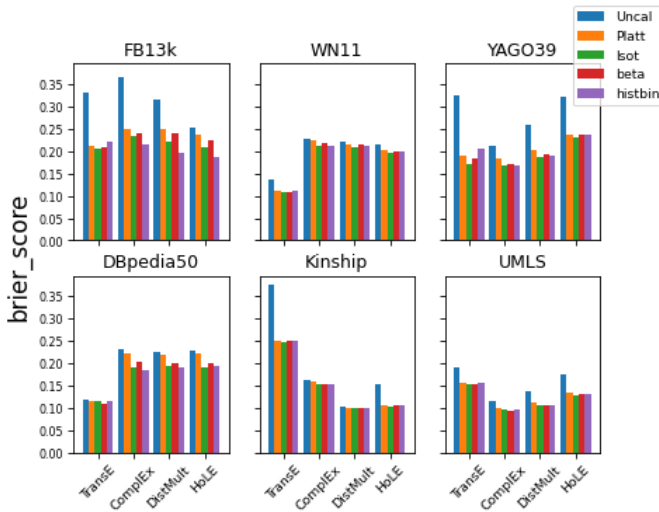 Uncal
Platt
Isot
beta
histbin
FB13k
WN11
YAGO39
0.35
0.30
0.25
0.20
0.15
0.10
0.05
0.00
brier_score
DBpedia50
Kinship
UMLS
0.35
0.30
0.25
0.20
0.15
0.10
0.05
0.00
TransE
ComplEx
DistMult
HoLE
TransE
ComplEx
DistMult
HoLE
TransE
ComplEx
DistMult
HoLE